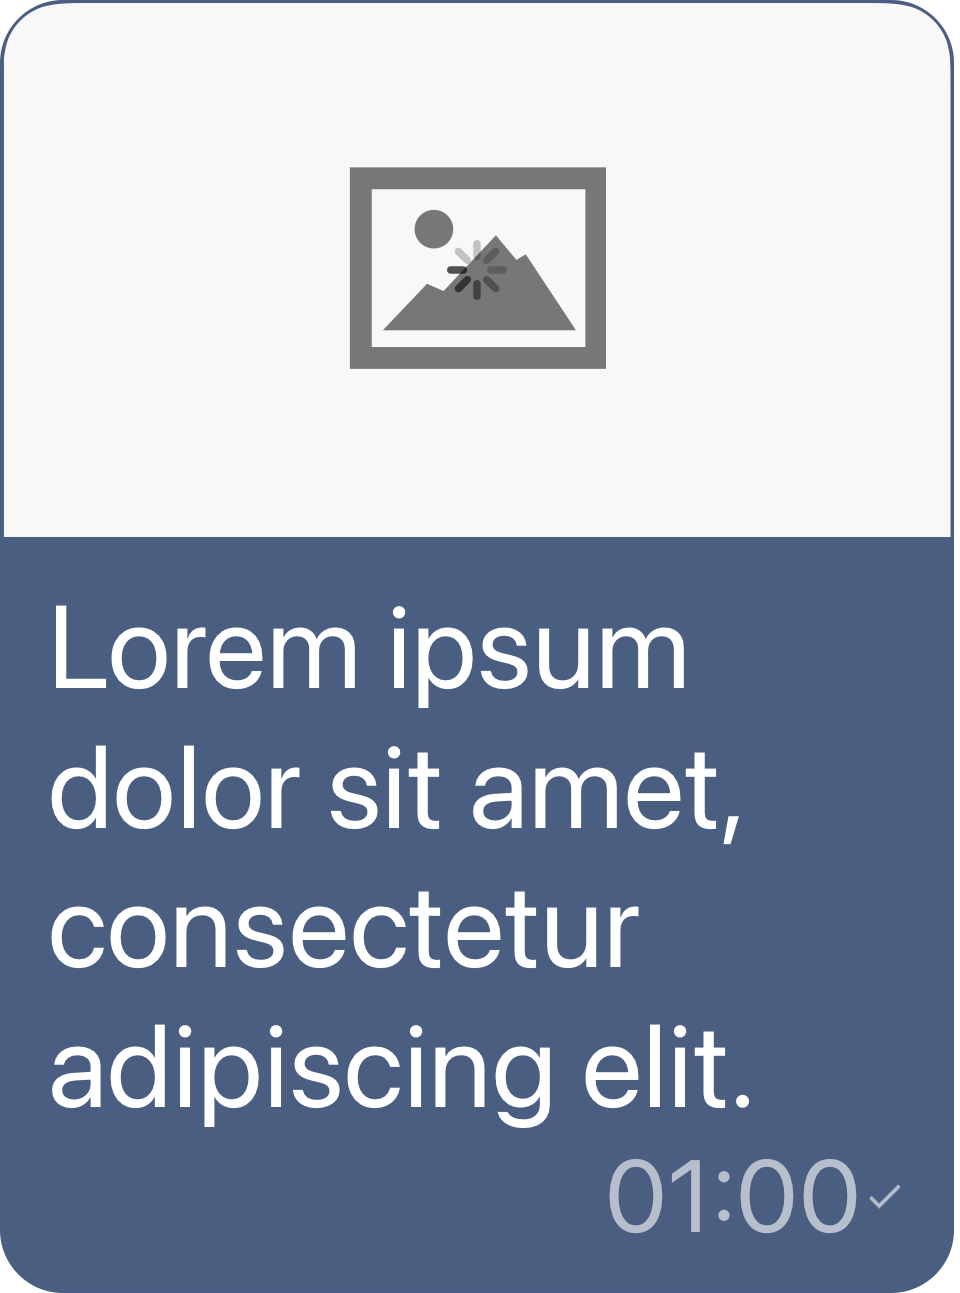 Lorem ipsum
dolor sit amet,
consectetur
adipiscing elit.
01:00